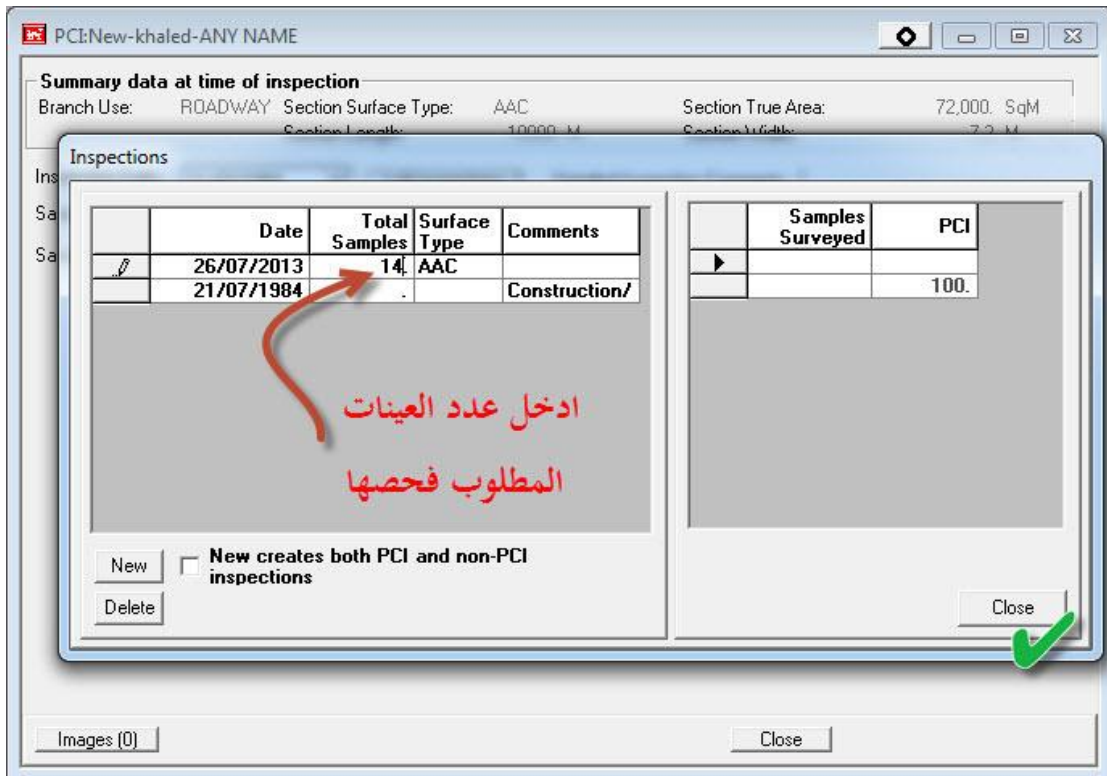 PCI:New-khaled-ANY NAME
Summary data at time of inspection
Branch Use: ROADWAY Section Surface Type: AAC Section True Area: 72,000. SqM
Inspections
Date Total Samples Surface Type Comments
26/07/2013 14. AAC
21/07/1984 . Construction/
Samples Surveyed PCI
100.
ادخل عدد العينات
المطلوب فحصها
New
New creates both PCI and non-PCI
inspections
Delete
Close
Images (0)
Close